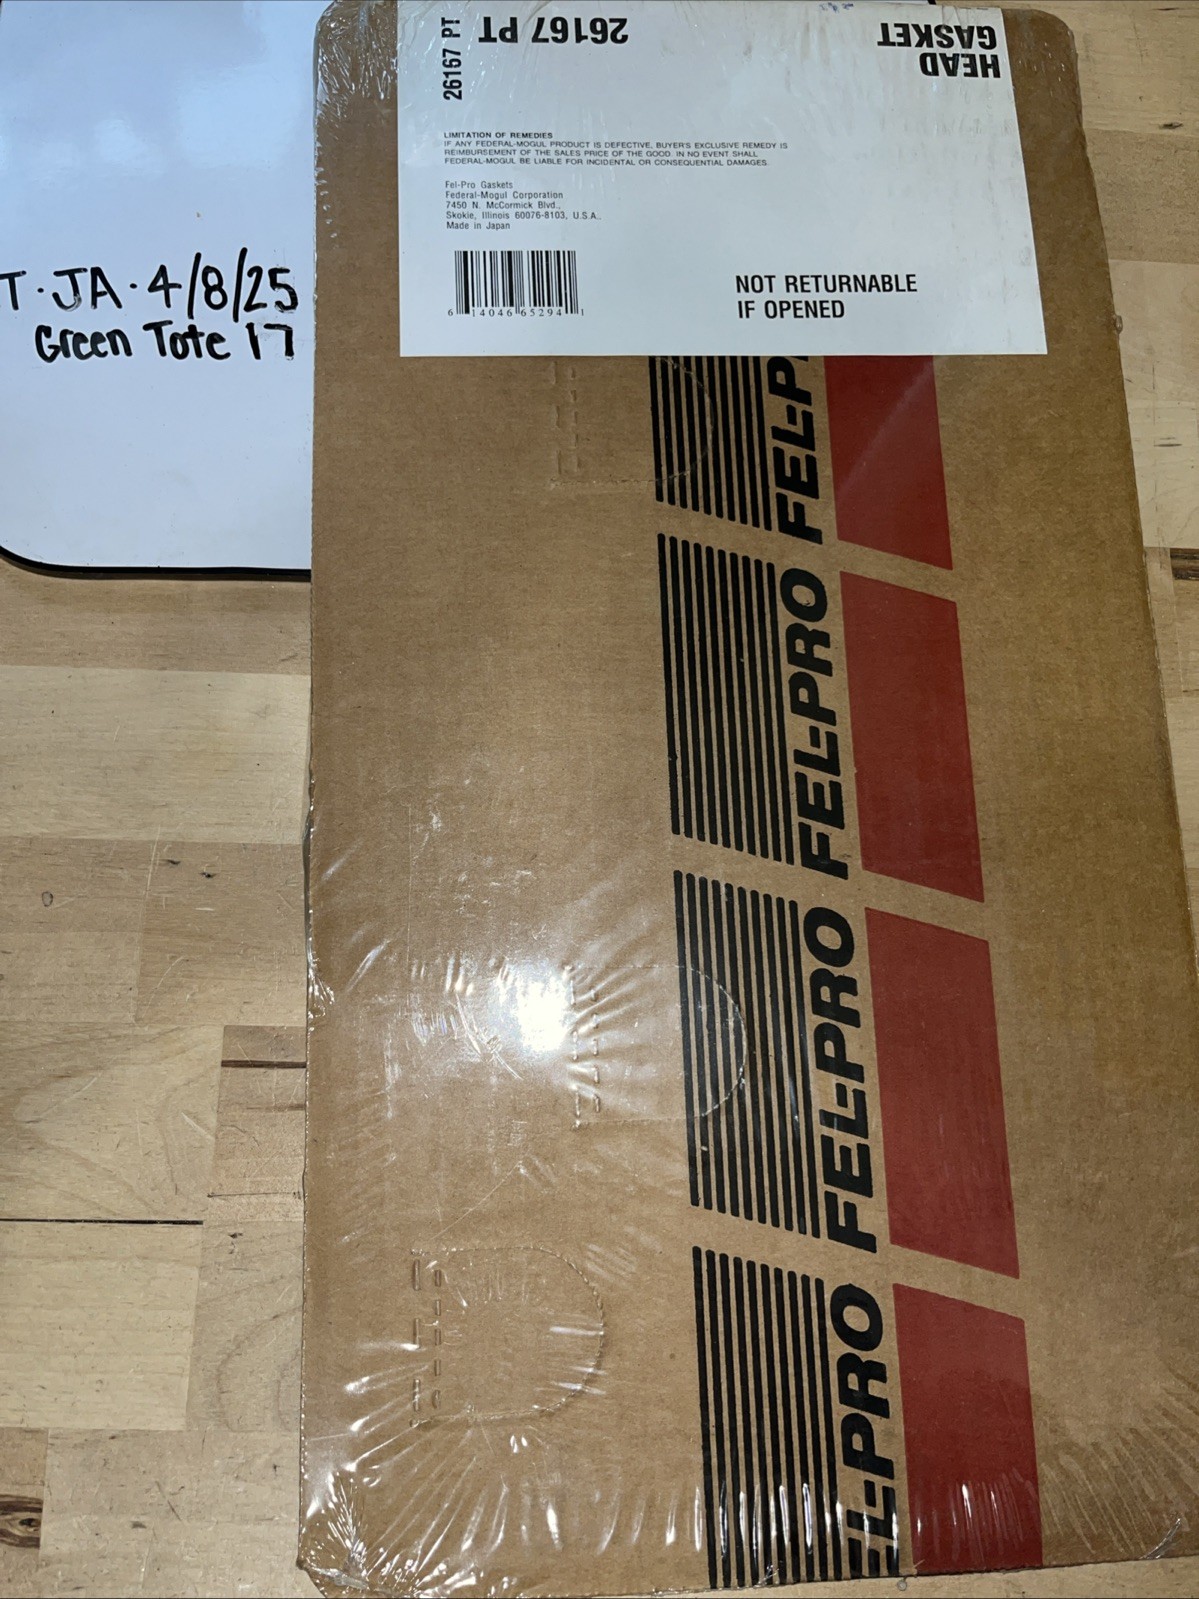 26167 PT
26167 PT
HEAD
GASKET
LIMITATION OF REMEDIES
IF ANY FEDERAL-MOGUL PRODUCT IS DEFECTIVE, BUYER'S EXCLUSIVE REMEDY IS
REIMBURSEMENT OF THE SALES PRICE OF THE GOOD. IN NO EVENT SHALL
FEDERAL-MOGUL BE LIABLE FOR INCIDENTAL OR CONSEQUENTIAL DAMAGES.
Fel-Pro Gaskets
Federal-Mogul Corporation
7450 N. McCormick Blvd.,
Skokie, Illinois 60076-8103, U.S.A.,
Made in Japan
6 14046 65294 1
NOT RETURNABLE
IF OPENED
T·JA·4/8/25
Green Tote 17
FEL-P
FEL-PRO
FEL-PRO
EL-PRO